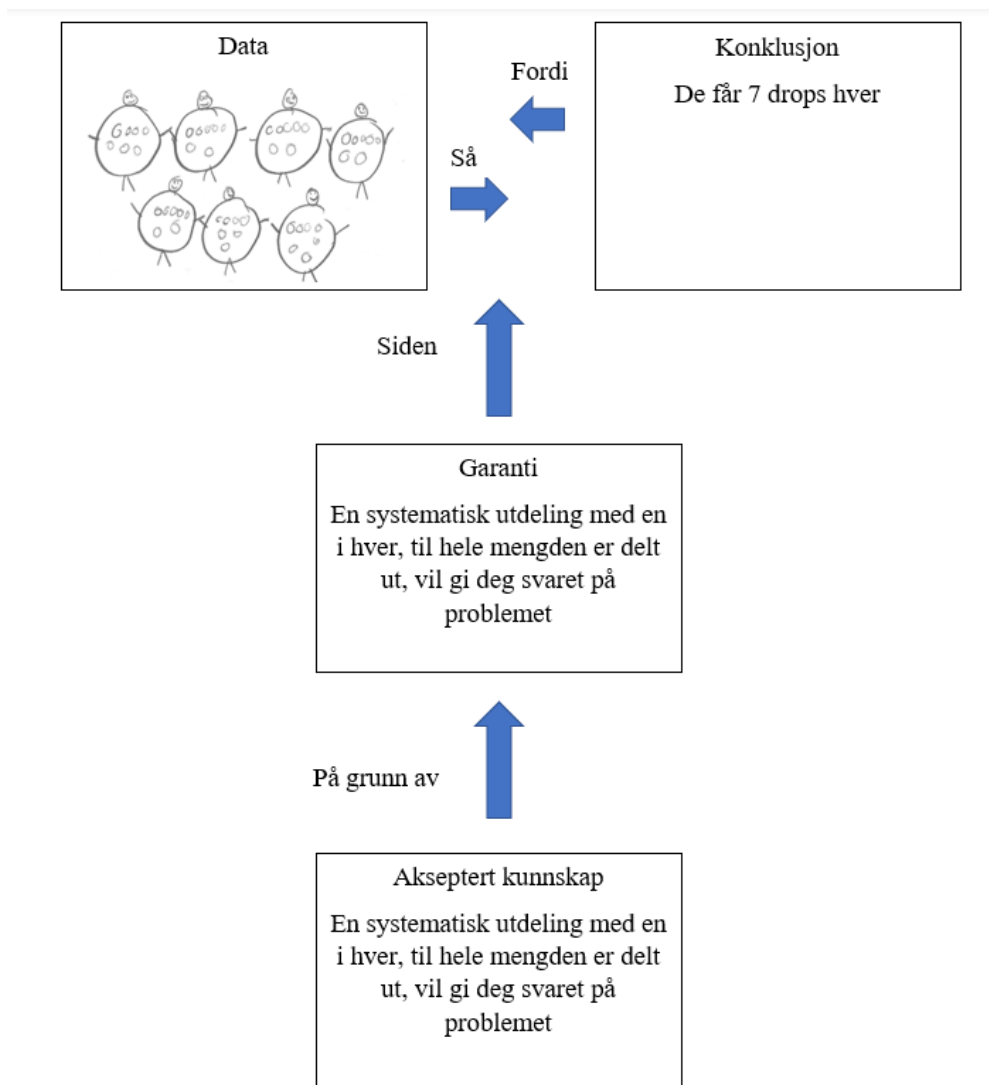 Data
Konklusjon
De får 7 drops hver
Fordi
Så
Siden
Garanti
En systematisk utdeling med en
i hver, til hele mengden er delt
ut, vil gi deg svaret på
problemet
På grunn av
Akseptert kunnskap
En systematisk utdeling med en
i hver, til hele mengden er delt
ut, vil gi deg svaret på
problemet